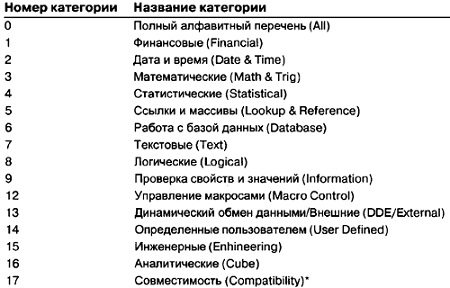 Номер категории Название категории
0 Полный алфавитный перечень (All)
1 Финансовые (Financial)
2 Дата и время (Date & Time)
3 Математические (Math & Trig)
4 Статистические (Statistical)
5 Ссылки и массивы (Lookup & Reference)
6 Работа с базой данных (Database)
7 Текстовые (Text)
8 Логические (Logical)
9 Проверка свойств и значений (Information)
12 Управление макросами (Macro Control)
13 Динамический обмен данными/Внешние (DDE/External)
14 Определенные пользователем (User Defined)
15 Инженерные (Enhineering)
16 Аналитические (Cube)
17 Совместимость (Compatibility)*